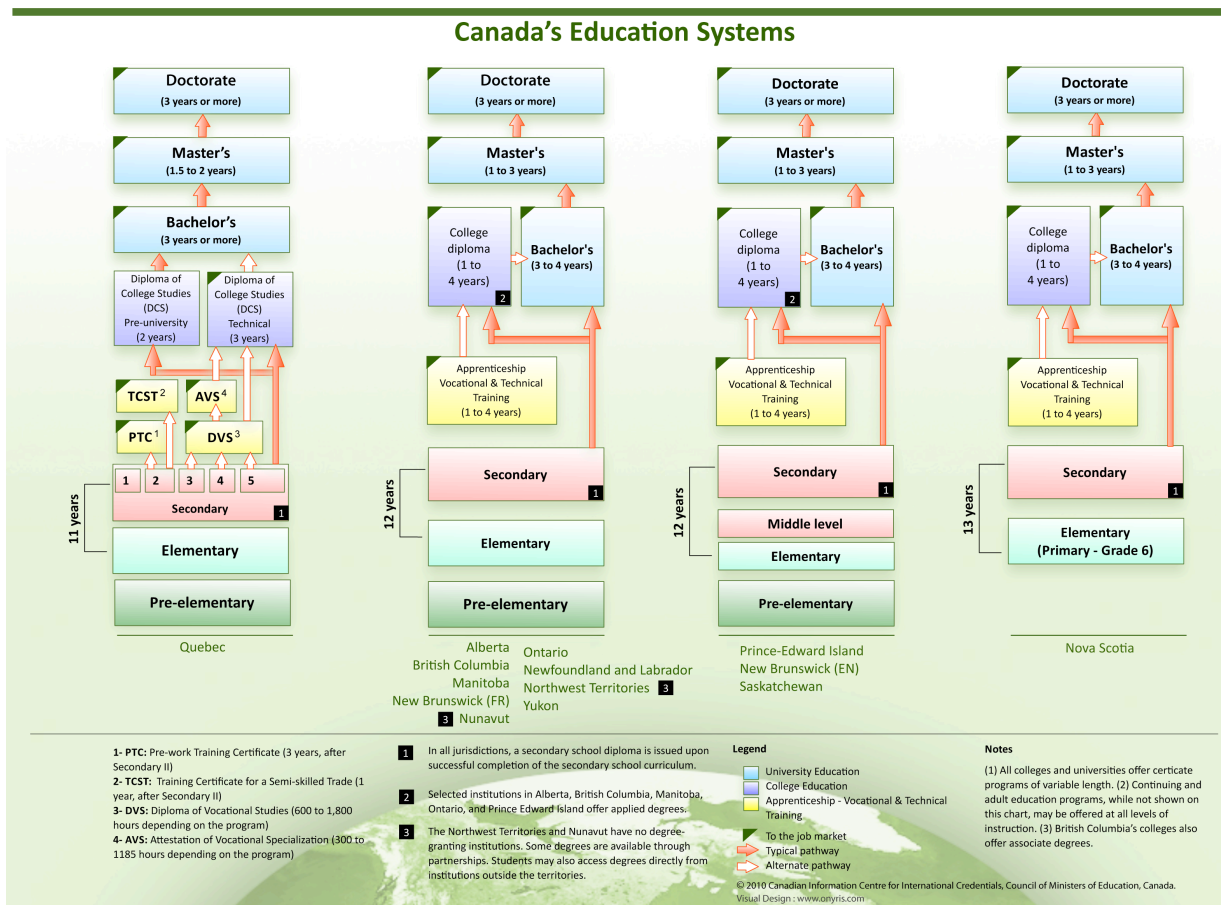 Canada's Education Systems
Doctorate
(3 years or more)
Master's
(1.5 to 2 years)
Bachelor's
(3 years or more)
Diploma of
College Studies
(DCS)
Pre-university
(2 years)
Diploma of
College Studies
(DCS)
Technical
(3 years)
TCST 2
AVS 4
PTC 1
DVS 3
1 2 3 4 5
Secondary
1
11 years
Elementary
Pre-elementary
Quebec
Doctorate
(3 years or more)
Master's
(1 to 3 years)
College
diploma
(1 to
4 years)
2
Bachelor's
(3 to 4 years)
Apprenticeship
Vocational & Technical
Training
(1 to 4 years)
Secondary
1
12 years
Elementary
Pre-elementary
Alberta
British Columbia
Manitoba
New Brunswick (FR)
3 Nunavut
Ontario
Newfoundland and Labrador
Northwest Territories 3
Yukon
Doctorate
(3 years or more)
Master's
(1 to 3 years)
College
diploma
(1 to
4 years)
2
Bachelor's
(3 to 4 years)
Apprenticeship
Vocational & Technical
Training
(1 to 4 years)
Secondary
1
12 years
Middle level
Elementary
Pre-elementary
Prince-Edward Island
New Brunswick (EN)
Saskatchewan
Doctorate
(3 years or more)
Master's
(1 to 3 years)
College
diploma
(1 to
4 years)
Bachelor's
(3 to 4 years)
Apprenticeship
Vocational & Technical
Training
(1 to 4 years)
Secondary
1
13 years
Elementary
(Primary - Grade 6)
Nova Scotia
1- PTC: Pre-work Training Certificate (3 years, after
Secondary II)
2- TCST: Training Certificate for a Semi-skilled Trade (1
year, after Secondary II)
3- DVS: Diploma of Vocational Studies (600 to 1,800
hours depending on the program)
4- AVS: Attestation of Vocational Specialization (300 to
1185 hours depending on the program)
1 In all jurisdictions, a secondary school diploma is issued upon
successful completion of the secondary school curriculum.
2 Selected institutions in Alberta, British Columbia, Manitoba,
Ontario, and Prince Edward Island offer applied degrees.
3 The Northwest Territories and Nunavut have no degree-
granting institutions. Some degrees are available through
partnerships. Students may also access degrees directly from
institutions outside the territories.
Legend
University Education
College Education
Apprenticeship - Vocational & Technical
Training
To the job market
Typical pathway
Alternate pathway
Notes
(1) All colleges and universities offer certicate
programs of variable length. (2) Continuing and
adult education programs, while not shown on
this chart, may be offered at all levels of
instruction. (3) British Columbia's colleges also
offer associate degrees.
© 2010 Canadian Information Centre for International Credentials, Council of Ministers of Education, Canada.
Visual Design : www.onyris.com